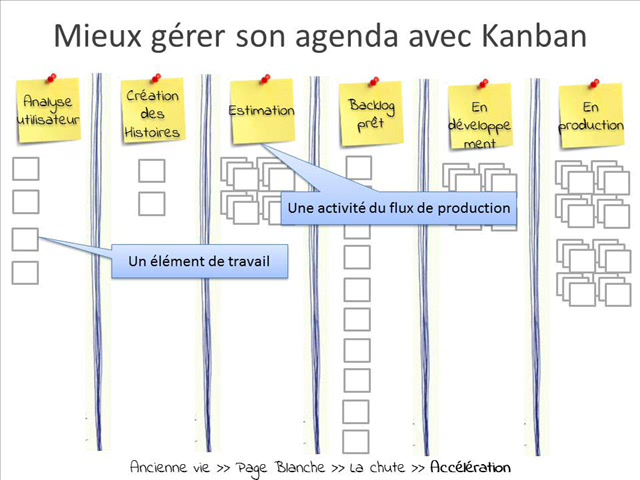 Mieux gérer son agenda avec Kanban
Analyse
utilisateur
Création
des
Histoires
Estimation
Backlog
prêt
En
développe
ment
En
production
Une activité du flux de production
Un élément de travail
Ancienne vie >> Page Blanche >> La chute >> Accélération